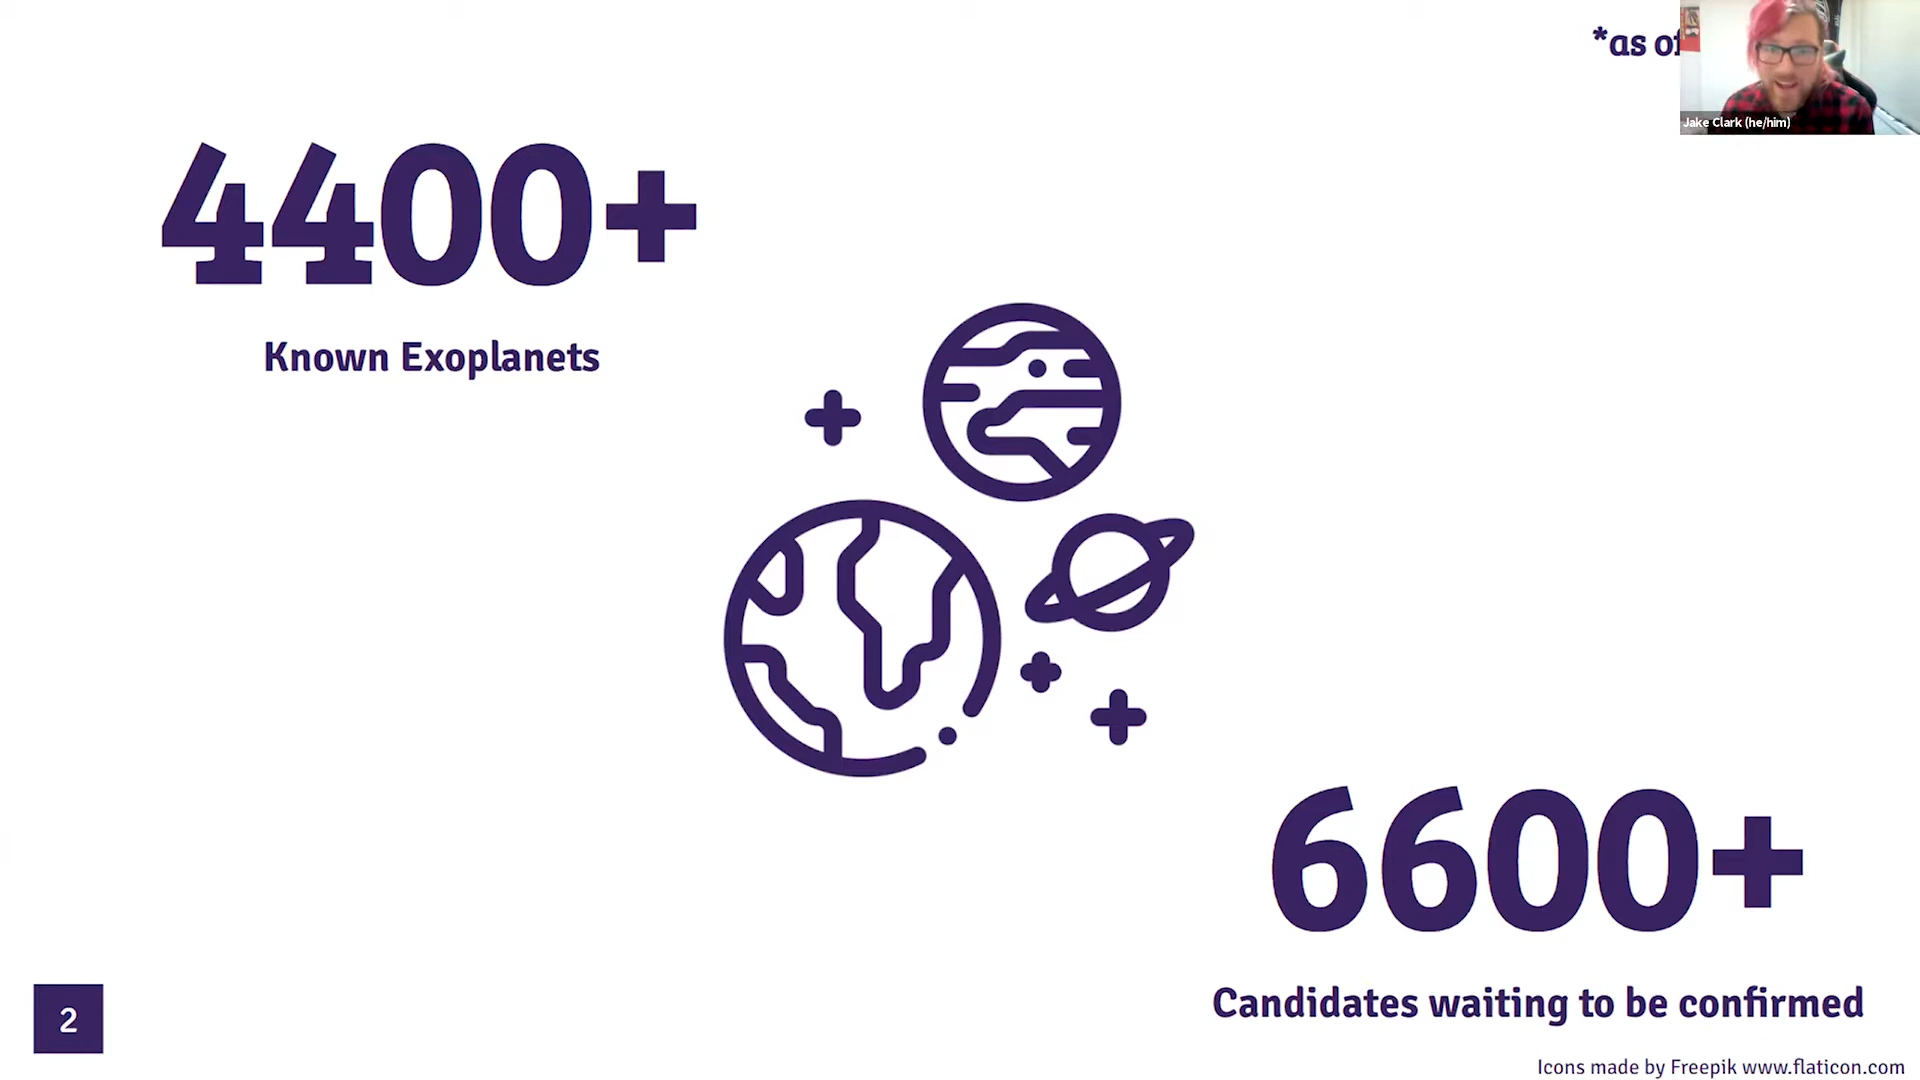 *as of
Jake Clark (he/him)
4400+
Known Exoplanets
6600+
Candidates waiting to be confirmed
2
Icons made by Freepik www.flaticon.com